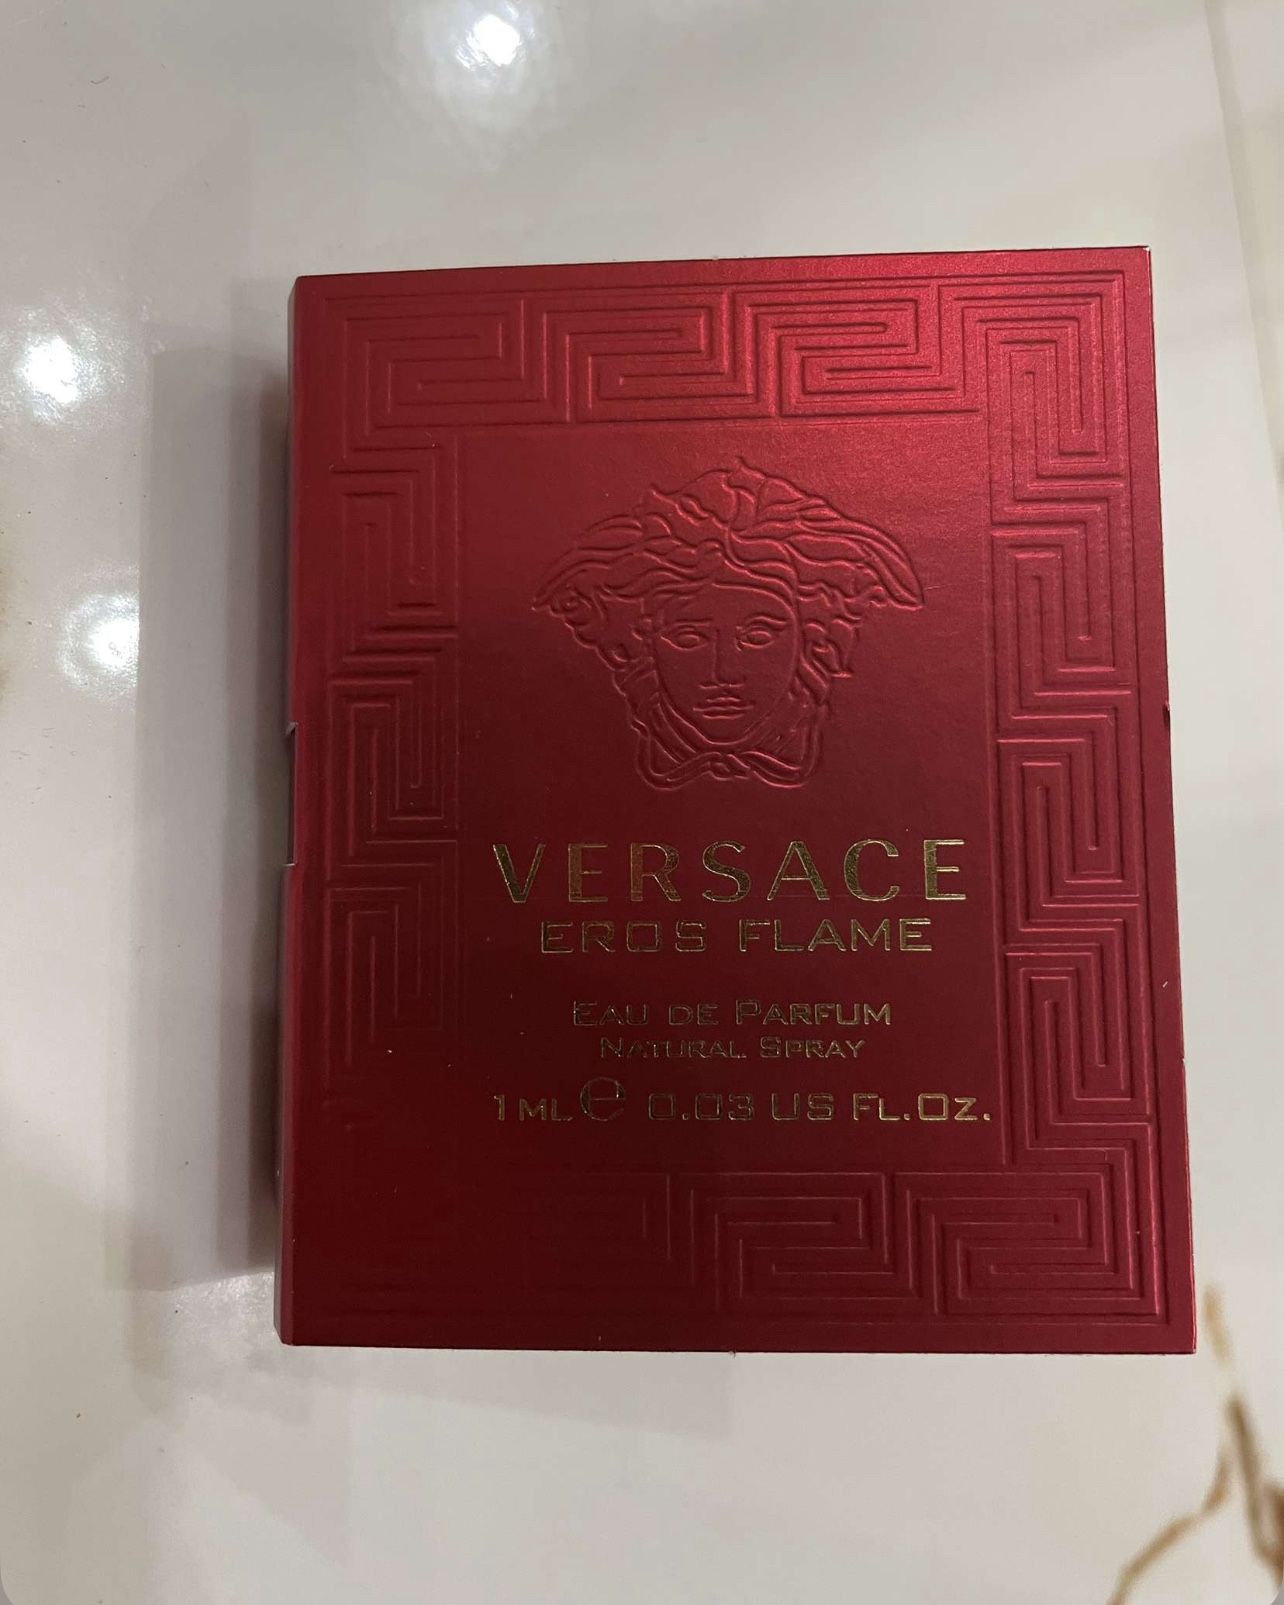 VERSACE
EROS FLAME
EAU DE PARFUM
NATURAL SPRAY
1 ML ℮ 0.03 US FL.OZ.